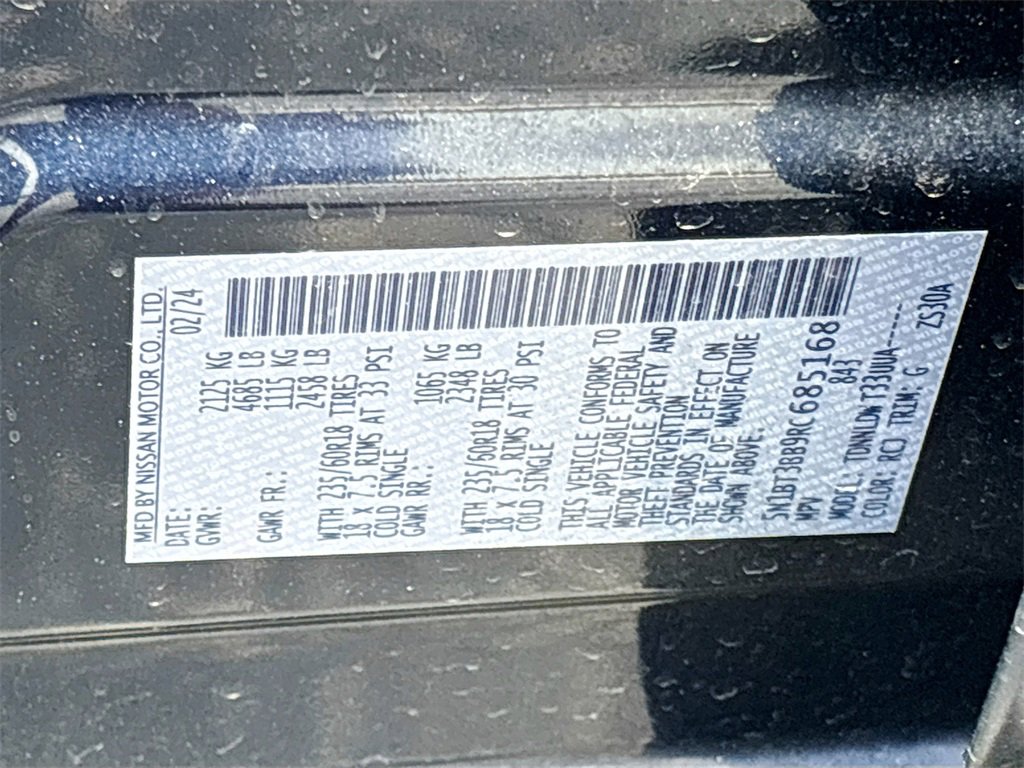 MFD BY NISSAN MOTOR CO., LTD
DATE: 02/24
GVWR: 2125 KG
4685 LB
GAWR FR.: 1115 KG
2458 LB
WITH 235/60R18 TIRES
18 X 7.5 RIMS AT 33 PSI
COLD SINGLE
GAWR RR.: 1065 KG
2348 LB
WITH 235/60R18 TIRES
18 X 7.5 RIMS AT 30 PSI
COLD SINGLE
THIS VEHICLE CONFORMS TO
ALL APPLICABLE FEDERAL
MOTOR VEHICLE SAFETY AND
THEFT PREVENTION
STANDARDS IN EFFECT ON
THE DATE OF MANUFACTURE
SHOWN ABOVE.
5N1BT3BB9RC685168
MPV 843
MODEL: TDNNLDW T33UUA-----
COLOR: RCJ TRIM: G ZS30A